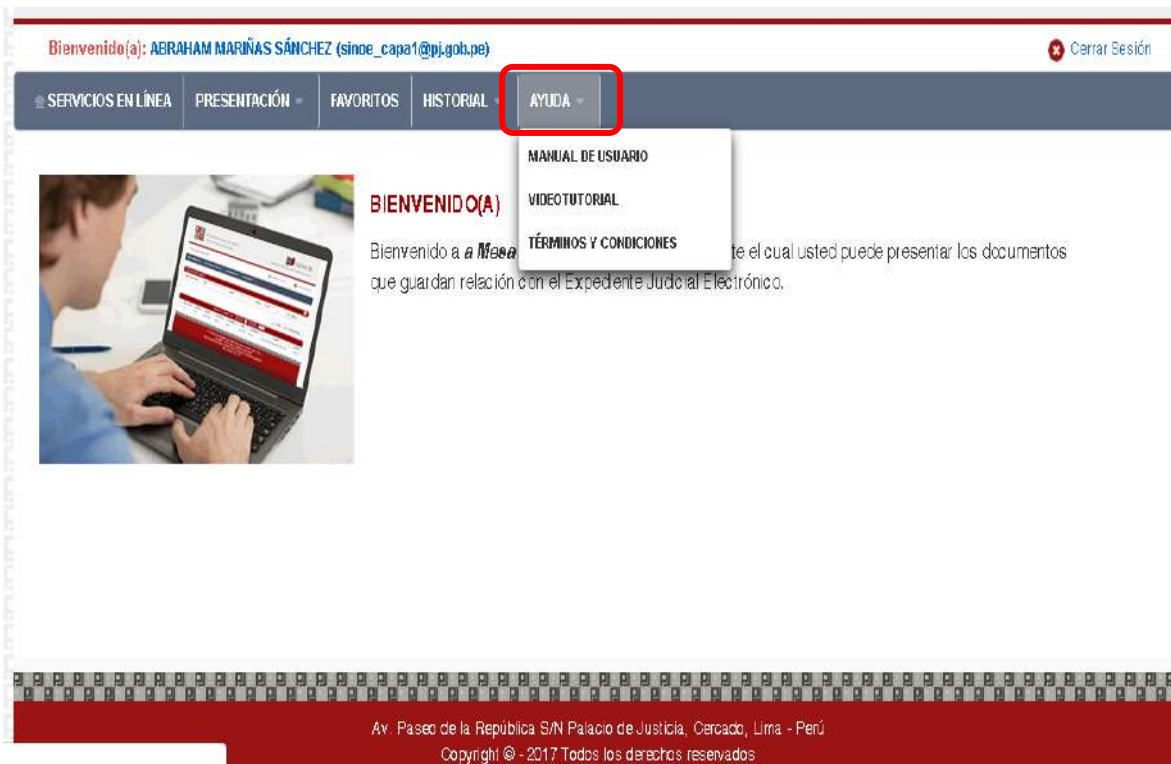 Bienvenido(a): ABRAHAM MARIÑAS SÁNCHEZ (sinoe_capa1@pj.gob.pe)
Cerrar Sesión
SERVICIOS EN LÍNEA PRESENTACIÓN FAVORITOS HISTORIAL AYUDA
MANUAL DE USUARIO
VIDEOTUTORIAL
TÉRMINOS Y CONDICIONES
BIENVENIDO(A)
Bienvenido a a Mesa te el cual usted puede presentar los documentos
que guardan relación con el Expediente Judicial Electrónico.
Av. Paseo de la República S/N Palacio de Justicia, Cercado, Lima - Perú
Copyright © - 2017 Todos los derechos reservados